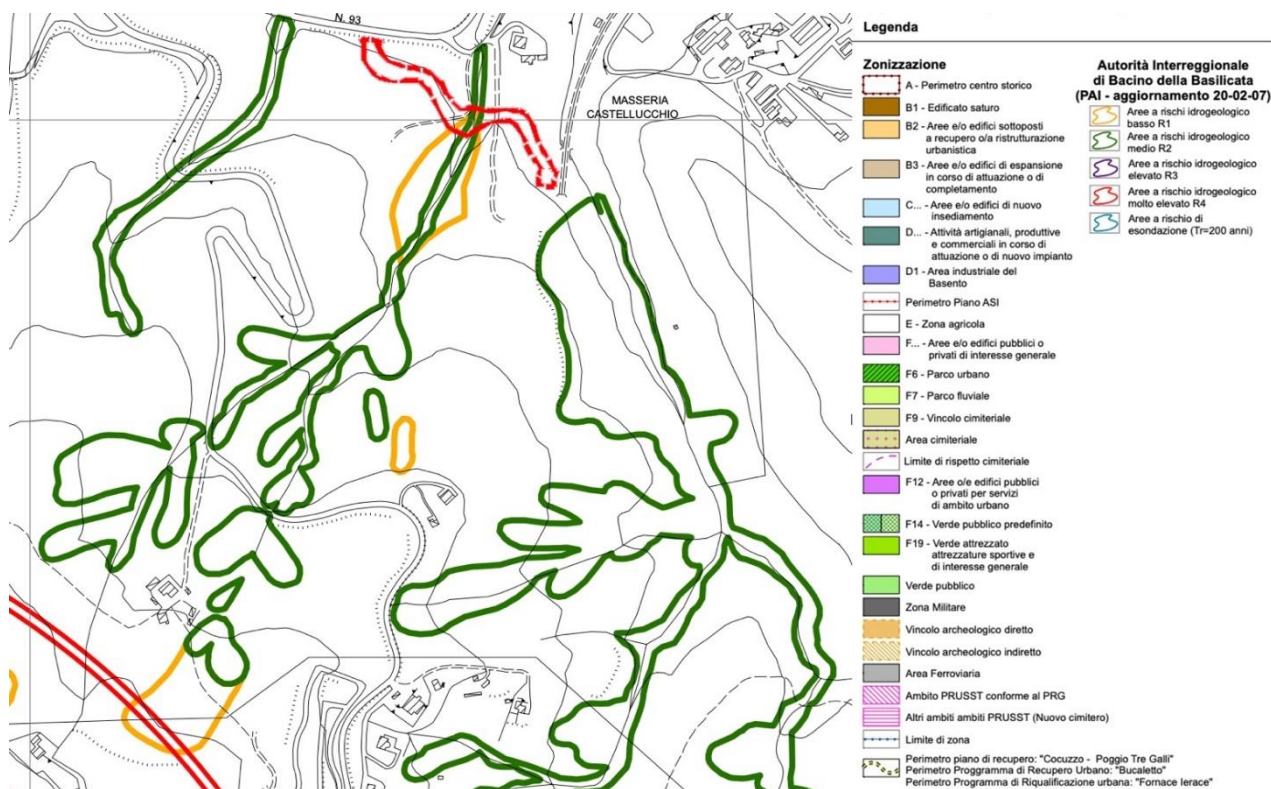 N. 93
MASSERIA
CASTELLUCCHIO
Legenda
Zonizzazione
A - Perimetro centro storico
B1 - Edificato saturo
B2 - Aree e/o edifici sottoposti
a recupero o/a ristrutturazione
urbanistica
B3 - Aree e/o edifici di espansione
in corso di attuazione o di
completamento
C... - Aree e/o edifici di nuovo
insediamento
D... - Attività artigianali, produttive
e commerciali in corso di
attuazione o di nuovo impianto
D1 - Area industriale del
Basento
Perimetro Piano ASI
E - Zona agricola
F... - Aree e/o edifici pubblici o
privati di interesse generale
F6 - Parco urbano
F7 - Parco fluviale
F9 - Vincolo cimiteriale
Area cimiteriale
Limite di rispetto cimiteriale
F12 - Aree o/e edifici pubblici
o privati per servizi
di ambito urbano
F14 - Verde pubblico predefinito
F19 - Verde attrezzato
attrezzature sportive e
di interesse generale
Verde pubblico
Zona Militare
Vincolo archeologico diretto
Vincolo archeologico indiretto
Area Ferroviaria
Ambito PRUSST conforme al PRG
Altri ambiti ambiti PRUSST (Nuovo cimitero)
Limite di zona
Perimetro piano di recupero: "Cocuzzo - Poggio Tre Galli"
Perimetro Programma di Recupero Urbano: "Bucaletto"
Perimetro Programma di Riqualificazione urbana: "Fornace Ierace"
Autorità Interregionale
di Bacino della Basilicata
(PAI - aggiornamento 20-02-07)
Aree a rischi idrogeologico
basso R1
Aree a rischi idrogeologico
medio R2
Aree a rischio idrogeologico
elevato R3
Aree a rischio idrogeologico
molto elevato R4
Aree a rischio di
esondazione (Tr=200 anni)